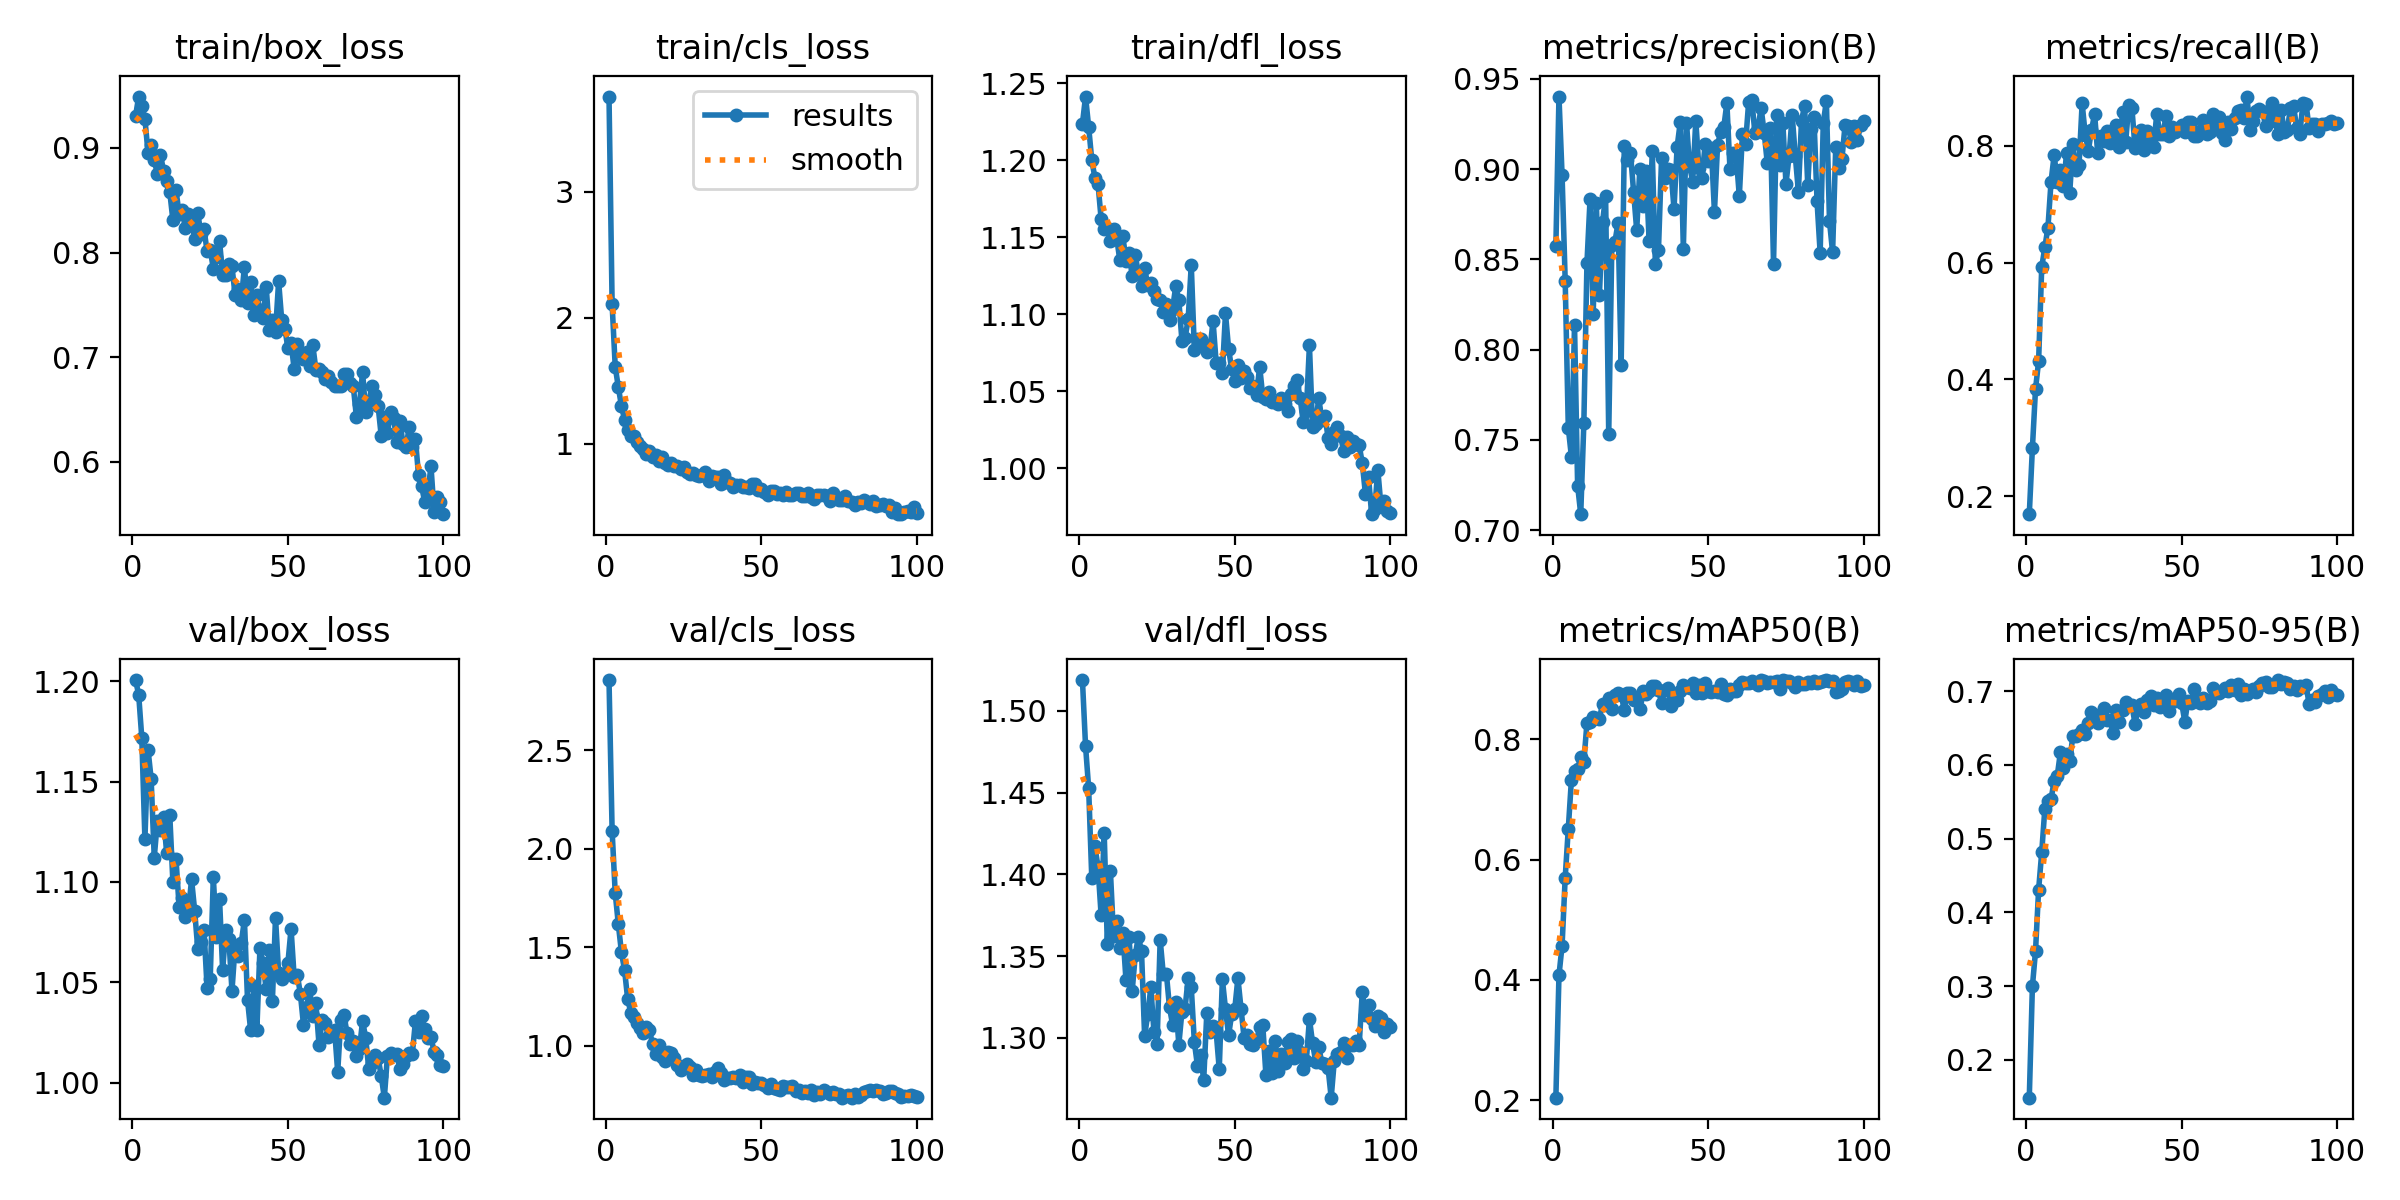 train/box_loss
train/cls_loss
train/dfl_loss
metrics/precision(B)
metrics/recall(B)
0.9
0.8
0.7
0.6
0 50 100
results
smooth
3
2
1
0 50 100
1.25
1.20
1.15
1.10
1.05
1.00
0 50 100
0.95
0.90
0.85
0.80
0.75
0.70
0 50 100
0.8
0.6
0.4
0.2
0 50 100
val/box_loss
val/cls_loss
val/dfl_loss
metrics/mAP50(B)
metrics/mAP50-95(B)
1.20
1.15
1.10
1.05
1.00
0 50 100
2.5
2.0
1.5
1.0
0 50 100
1.50
1.45
1.40
1.35
1.30
0 50 100
0.8
0.6
0.4
0.2
0 50 100
0.7
0.6
0.5
0.4
0.3
0.2
0 50 100